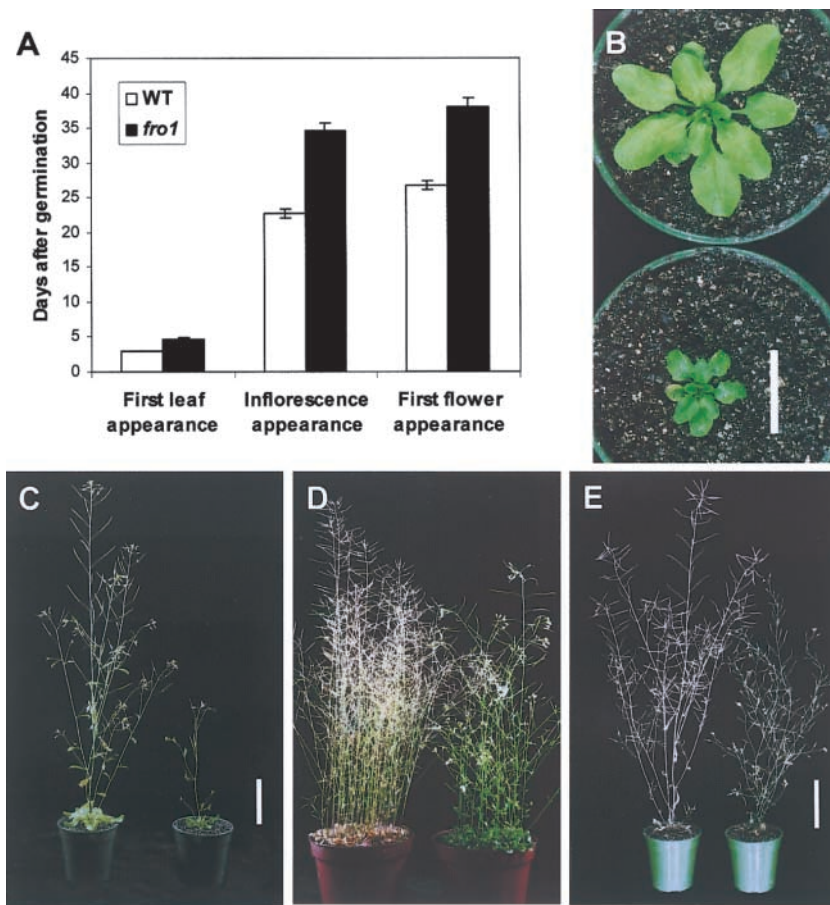 A
B
45
40
35
30
25
20
15
10
5
0
Days after germination
WT
fro1
First leaf appearance
Inflorescence appearance
First flower appearance
C
D
E